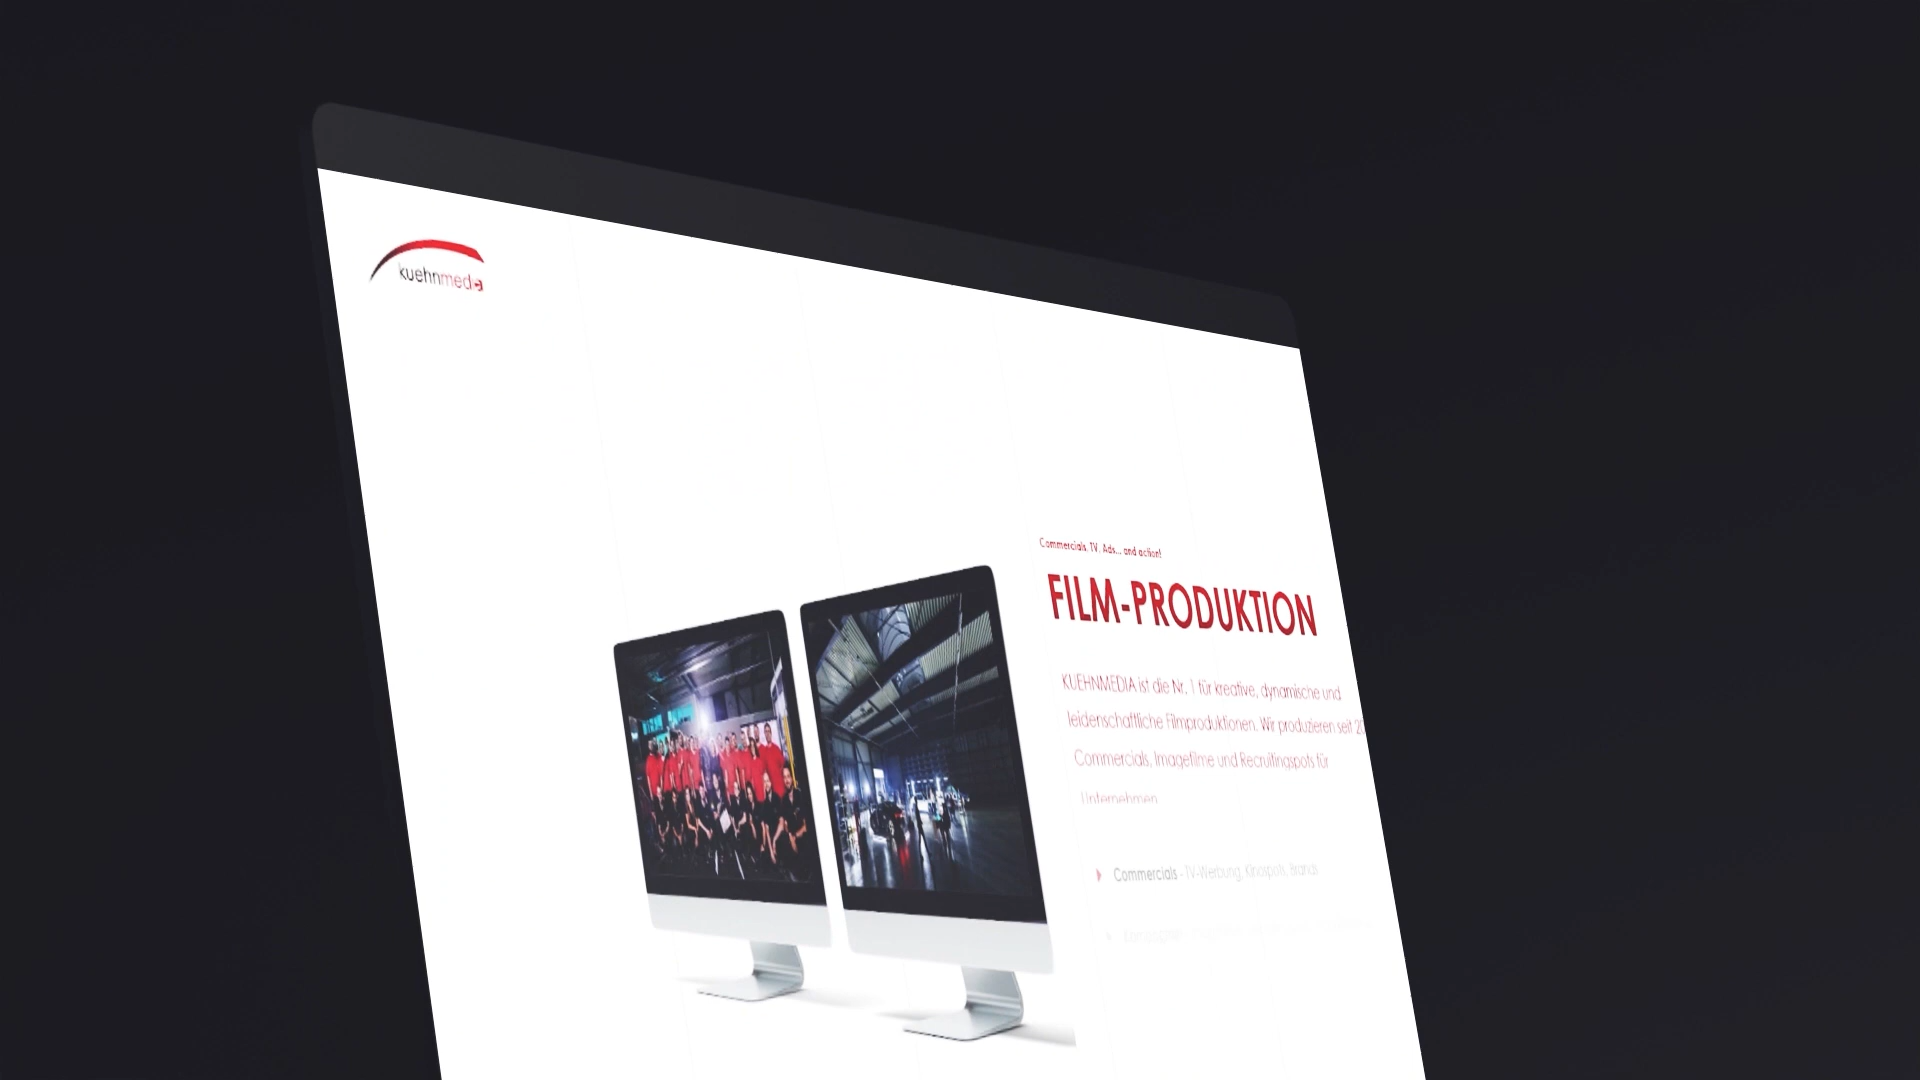 kuehnmedia
Commercials, TV, Ads... and action!
FILM-PRODUKTION
KUEHNMEDIA ist die Nr. 1 für kreative, dynamische und
leidenschaftliche Filmproduktionen. Wir produzieren seit
Commercials, Imagefilme und Recruitingspots für
Unternehmen
Commercials - TV-Werbung, Kinospots, Brands